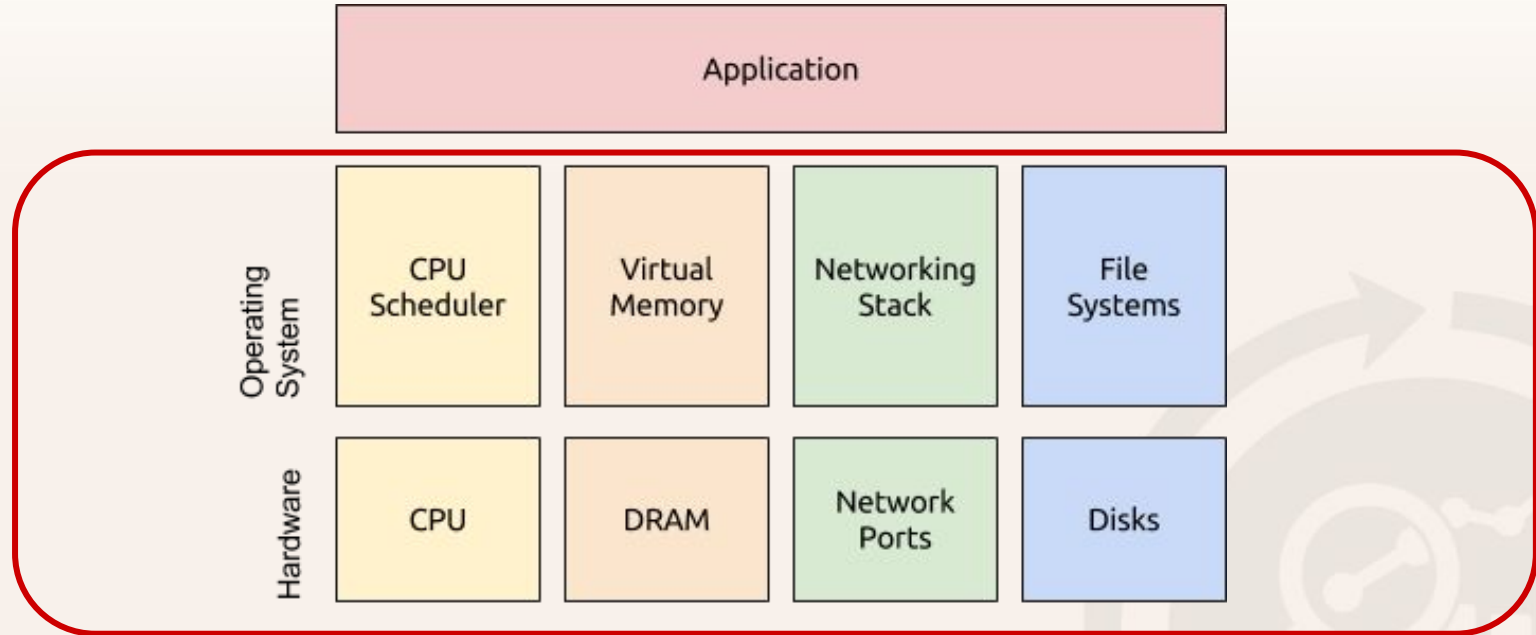 Application
Operating
System
CPU
Scheduler
Virtual
Memory
Networking
Stack
File
Systems
Hardware
CPU
DRAM
Network
Ports
Disks